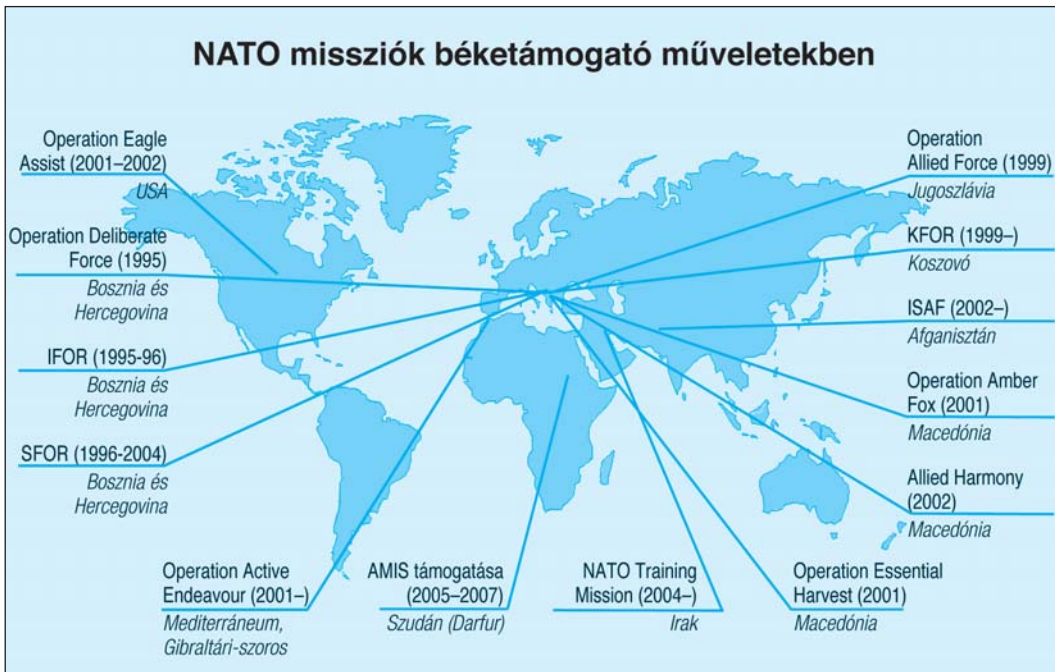 NATO missziók béketámogató műveletekben
Operation Eagle
Assist (2001–2002)
USA
Operation Deliberate
Force (1995)
Bosznia és
Hercegovina
IFOR (1995-96)
Bosznia és
Hercegovina
SFOR (1996-2004)
Bosznia és
Hercegovina
Operation Active
Endeavour (2001–)
Mediterráneum,
Gibraltári-szoros
AMIS támogatása
(2005–2007)
Szudán (Darfur)
NATO Training
Mission (2004–)
Irak
Operation Essential
Harvest (2001)
Macedónia
Operation
Allied Force (1999)
Jugoszlávia
KFOR (1999–)
Koszovó
ISAF (2002–)
Afganisztán
Operation Amber
Fox (2001)
Macedónia
Allied Harmony
(2002)
Macedónia